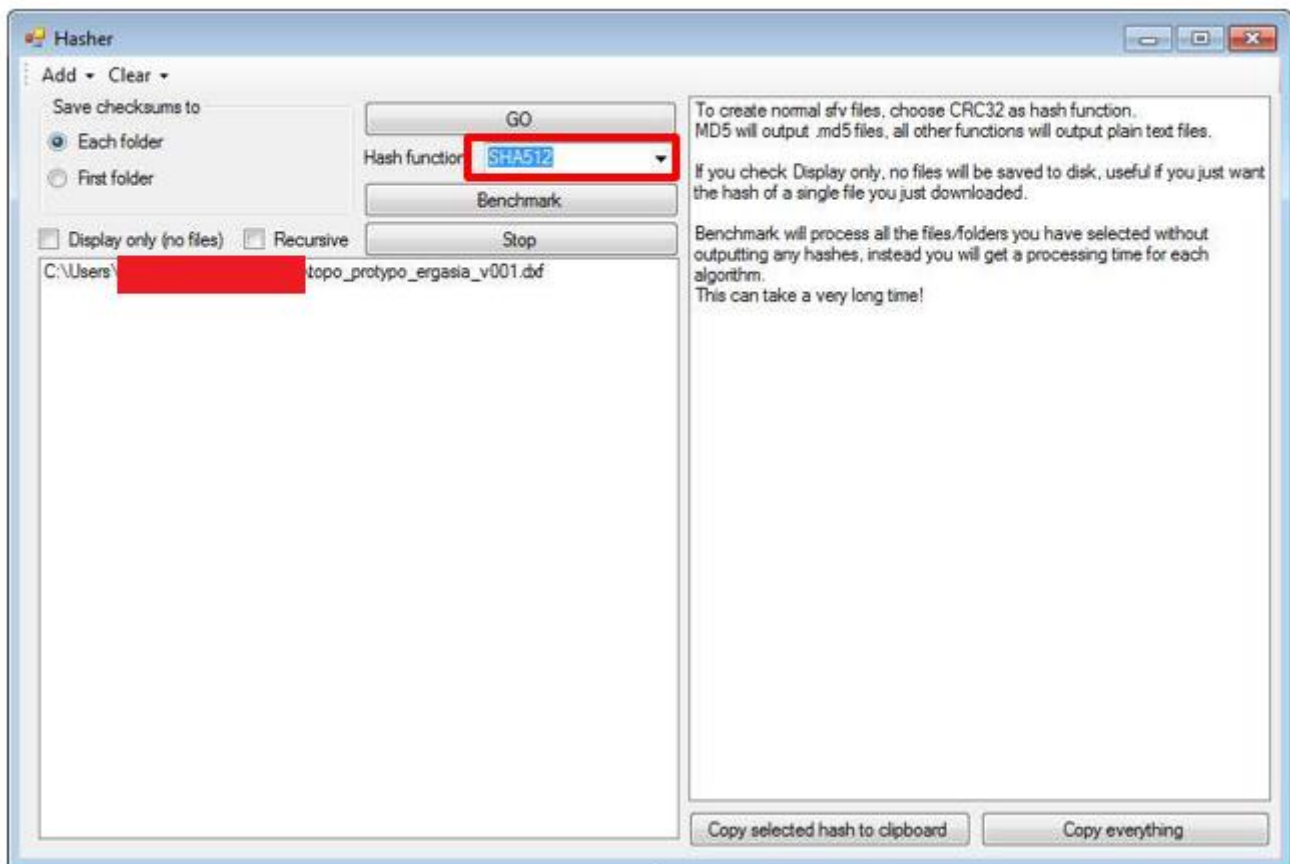 Hasher
Add Clear
Save checksums to
Each folder
First folder
GO
Hash function SHA512
Benchmark
Display only (no files) Recursive
Stop
C:\Users\ topo_protypo_ergasia_v001.dxf
To create normal sfv files, choose CRC32 as hash function.
MD5 will output .md5 files, all other functions will output plain text files.
If you check Display only, no files will be saved to disk, useful if you just want
the hash of a single file you just downloaded.
Benchmark will process all the files/folders you have selected without
outputting any hashes, instead you will get a processing time for each
algorithm.
This can take a very long time!
Copy selected hash to clipboard
Copy everything